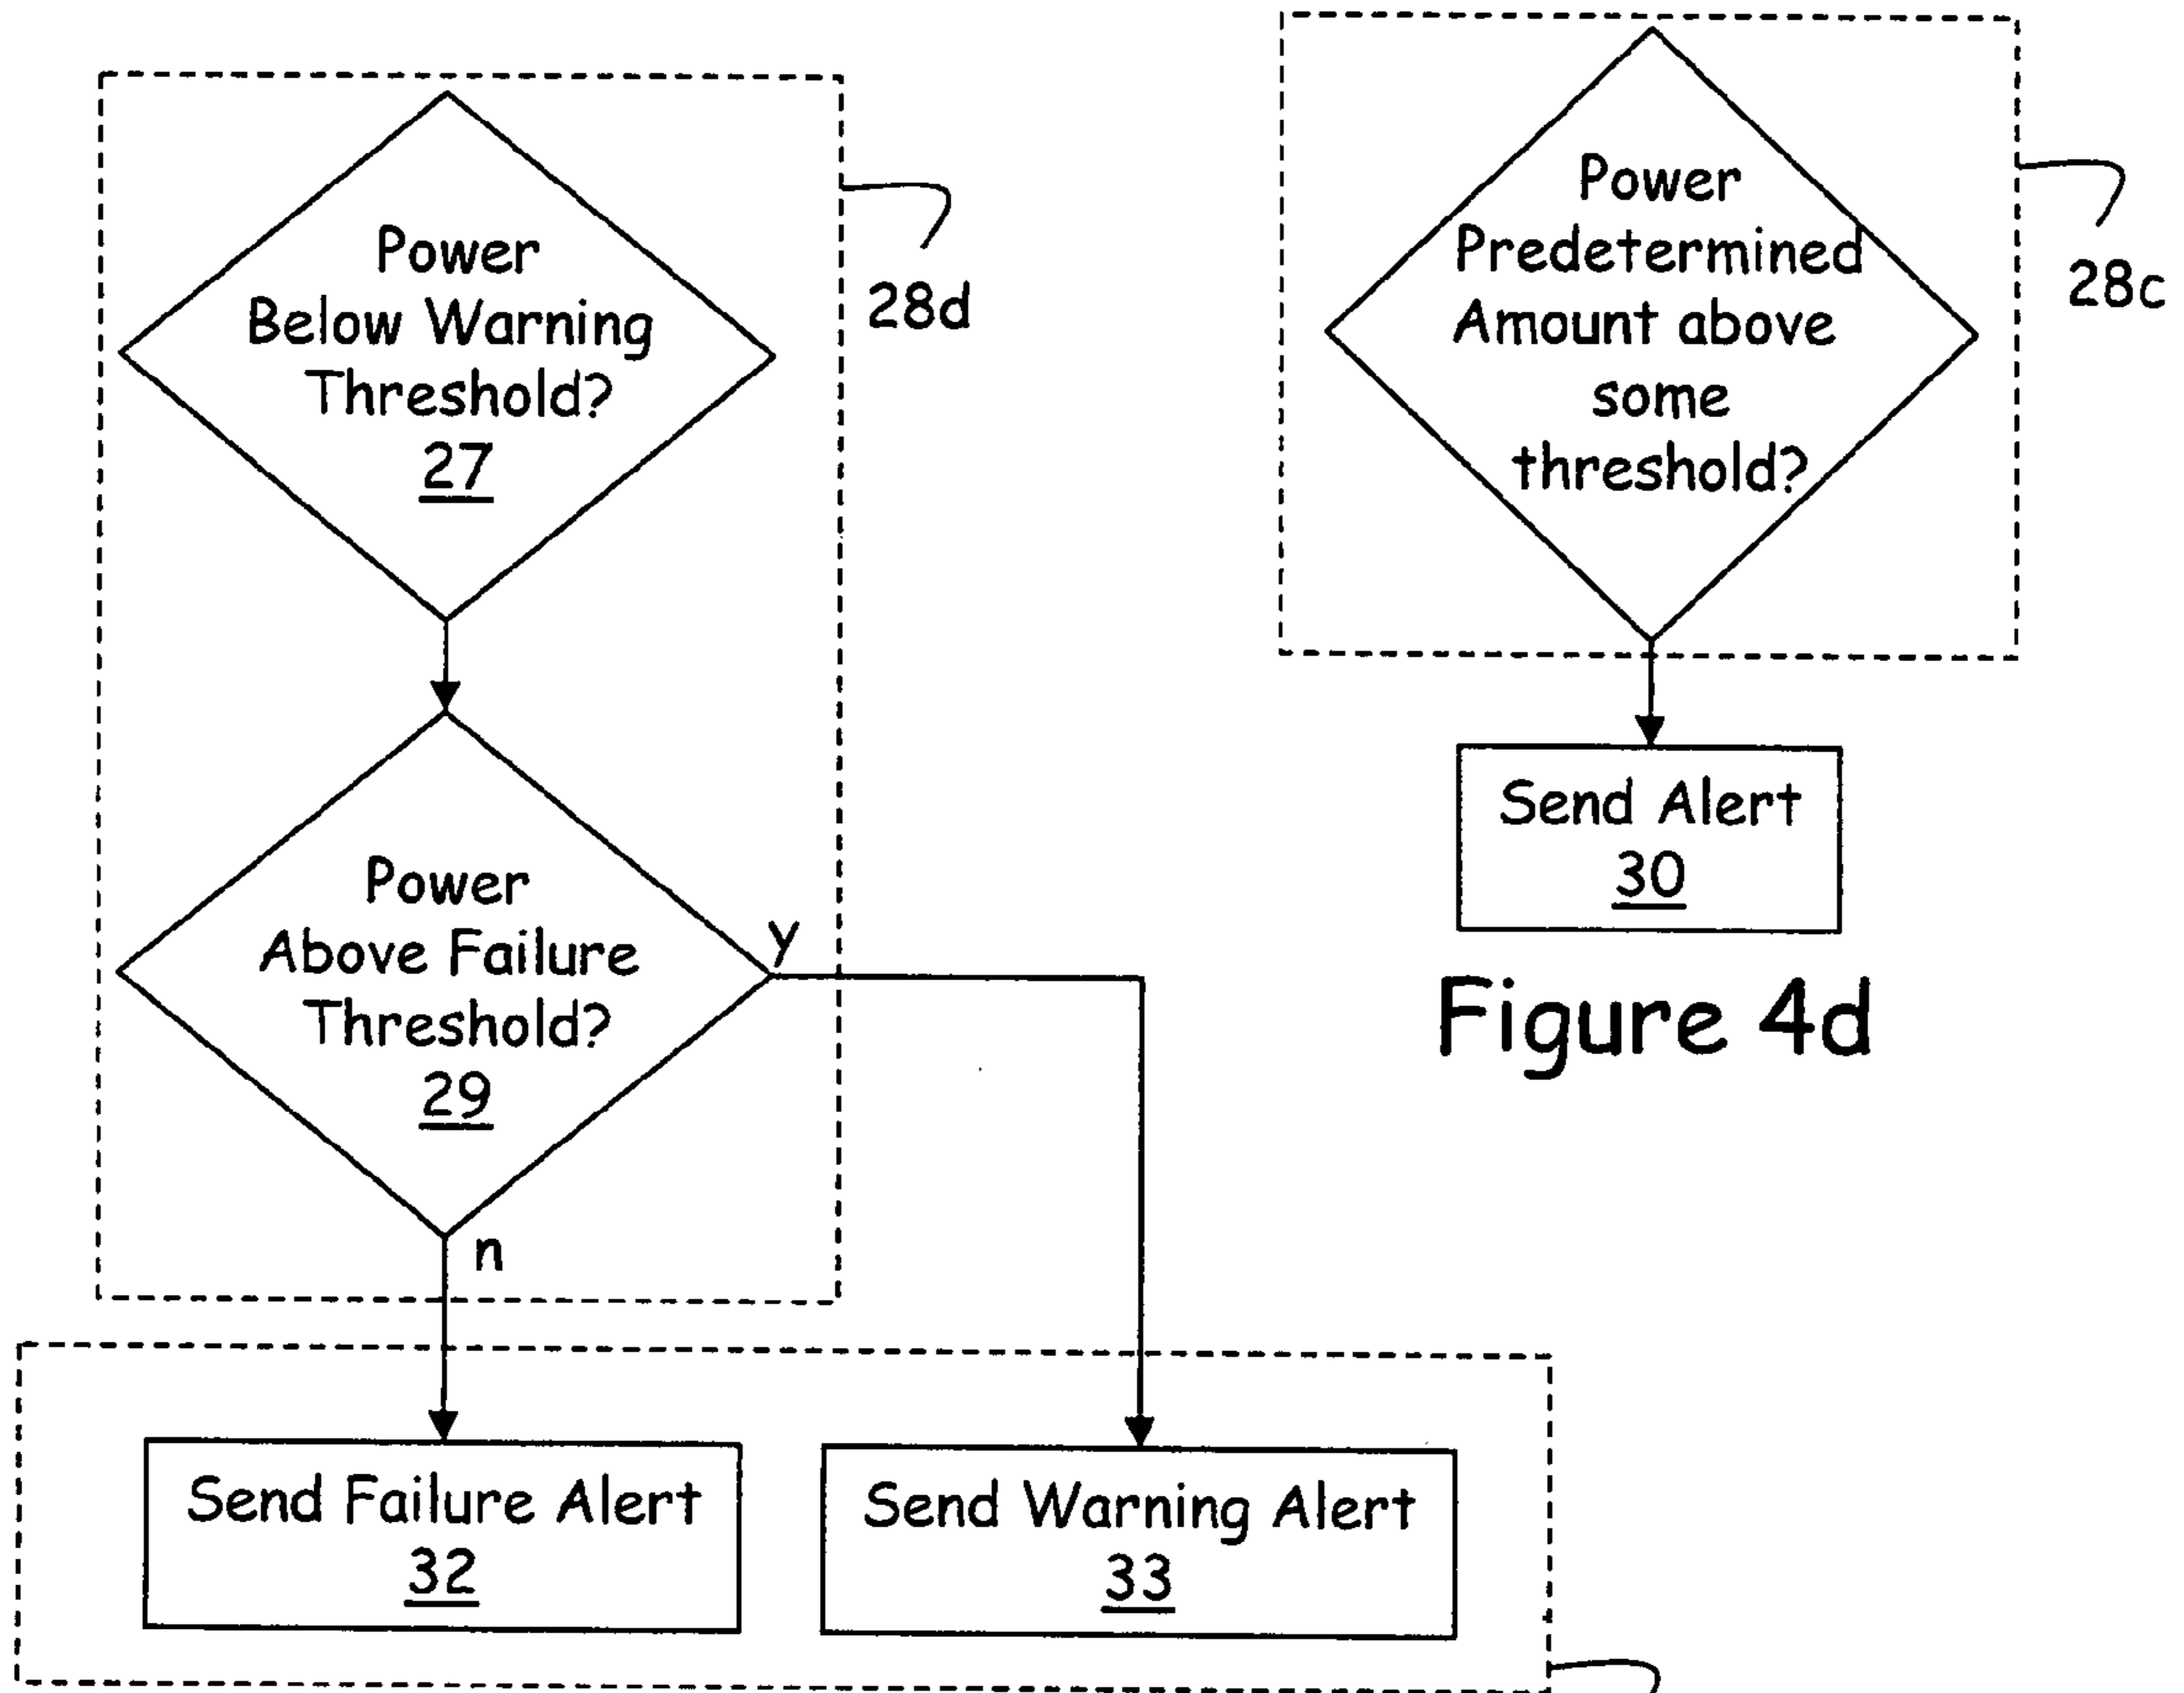 Power
Below Warning
Threshold?
27
28d
Power
Above Failure
Threshold?
29
y
n
Send Failure Alert
32
Send Warning Alert
33
Power
Predetermined
Amount above
some
threshold?
28c
Send Alert
30
Figure 4d